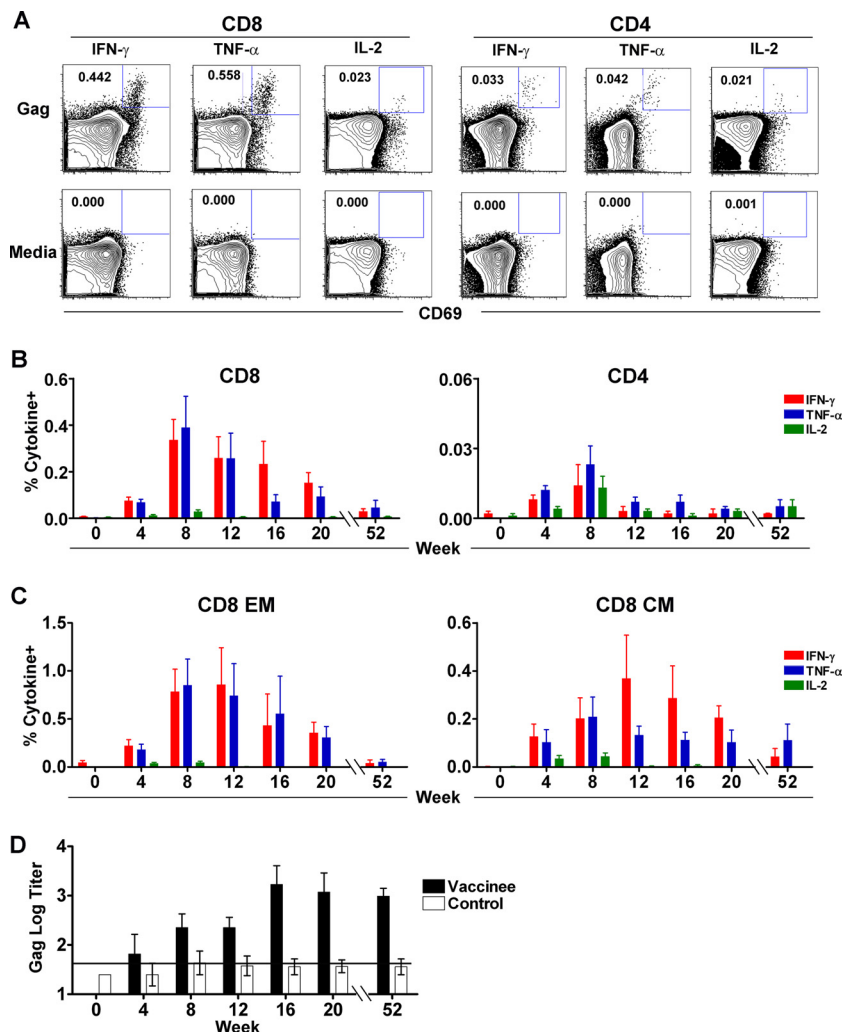 A
CD8 CD4
IFN-γ TNF-α IL-2 IFN-γ TNF-α IL-2
Gag 0.442 0.558 0.023 0.033 0.042 0.021
Media 0.000 0.000 0.000 0.000 0.000 0.001
CD69
B
CD8 CD4
% Cytokine+
0.6 0.4 0.2 0.0
0 4 8 12 16 20 52
0.06 0.03 0.00
0 4 8 12 16 20 52
IFN-γ
TNF-α
IL-2
Week
C
CD8 EM CD8 CM
% Cytokine+
1.5 1.0 0.5 0.0
0 4 8 12 16 20 52
0.6 0.4 0.2 0.0
0 4 8 12 16 20 52
IFN-γ
TNF-α
IL-2
Week
D
Gag Log Titer
4 3 2 1
0 4 8 12 16 20 52
Week
Vaccinee
Control